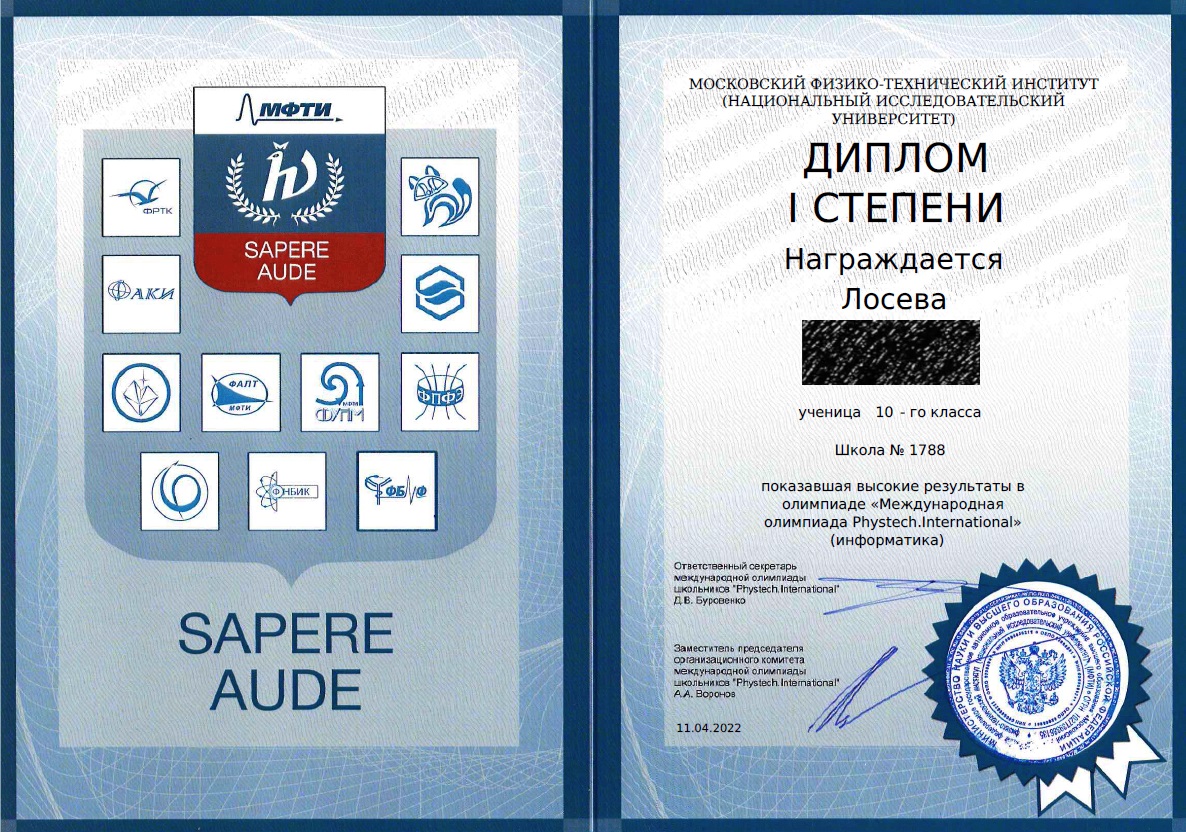 МФТИ
SAPERE
AUDE
ФРТК
ФАКИ
ФАЛТ
МФТИ
МФТИ
ФУПМ
ФПФЭ
ФНБИК
ФБМФ
SAPERE
AUDE
МОСКОВСКИЙ ФИЗИКО-ТЕХНИЧЕСКИЙ ИНСТИТУТ
(НАЦИОНАЛЬНЫЙ ИССЛЕДОВАТЕЛЬСКИЙ
УНИВЕРСИТЕТ)
ДИПЛОМ
I СТЕПЕНИ
Награждается
Лосева
ученица 10 - го класса
Школа № 1788
показавшая высокие результаты в
олимпиаде «Международная
олимпиада Phystech.International»
(информатика)
Ответственный секретарь
международной олимпиады
школьников "Phystech.International"
Д.В. Буровенко
Заместитель председателя
организационного комитета
международной олимпиады
школьников "Phystech.International"
А.А. Воронов
11.04.2022
МИНИСТЕРСТВО НАУКИ И ВЫСШЕГО ОБРАЗОВАНИЯ РОССИЙСКОЙ ФЕДЕРАЦИИ